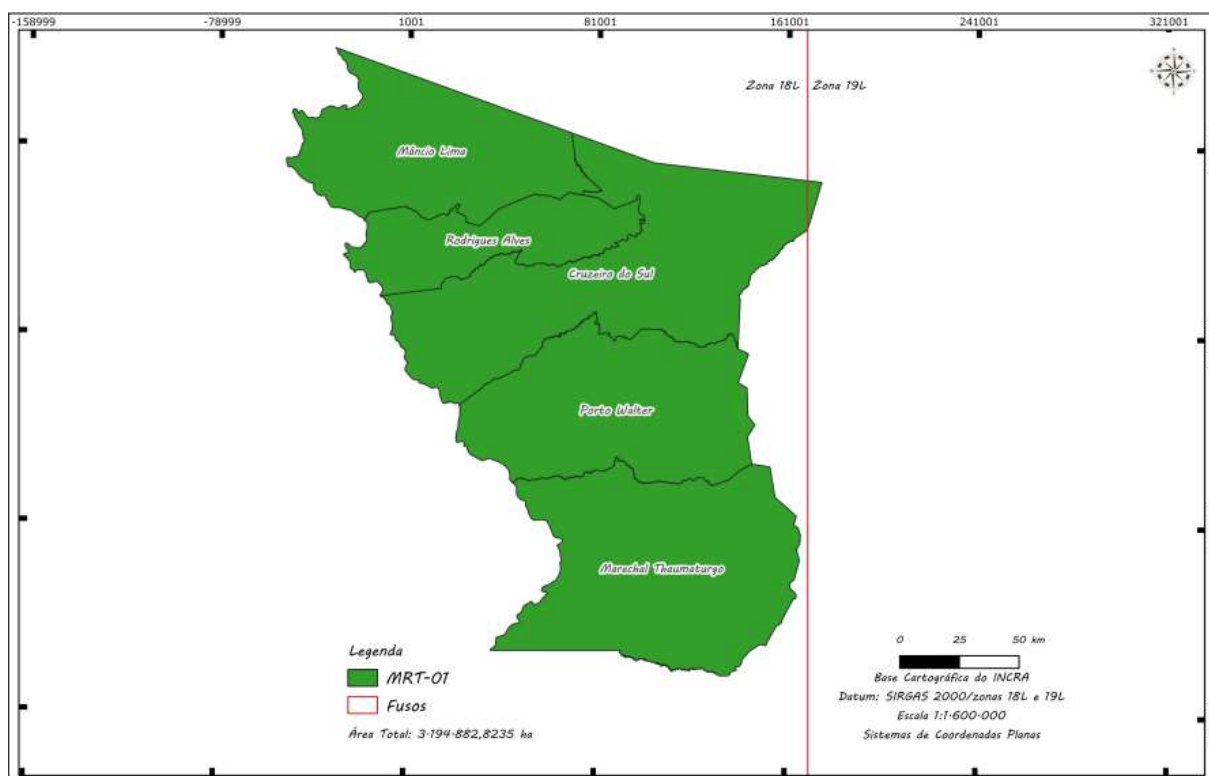 -158999 -78999 1001 81001 161001 241001 321001
Zona 18L Zona 19L
Mâncio Lima
Rodrigues Alves
Cruzeiro do Sul
Porto Walter
Marechal Thaumaturgo
Legenda
MRT-01
Fusos
Área Total: 3.194.882,8235 ha
0 25 50 km
Base Cartográfica do INCRA
Datum: SIRGAS 2000/zonas 18L e 19L
Escala 1:1.600.000
Sistemas de Coordenadas Planas